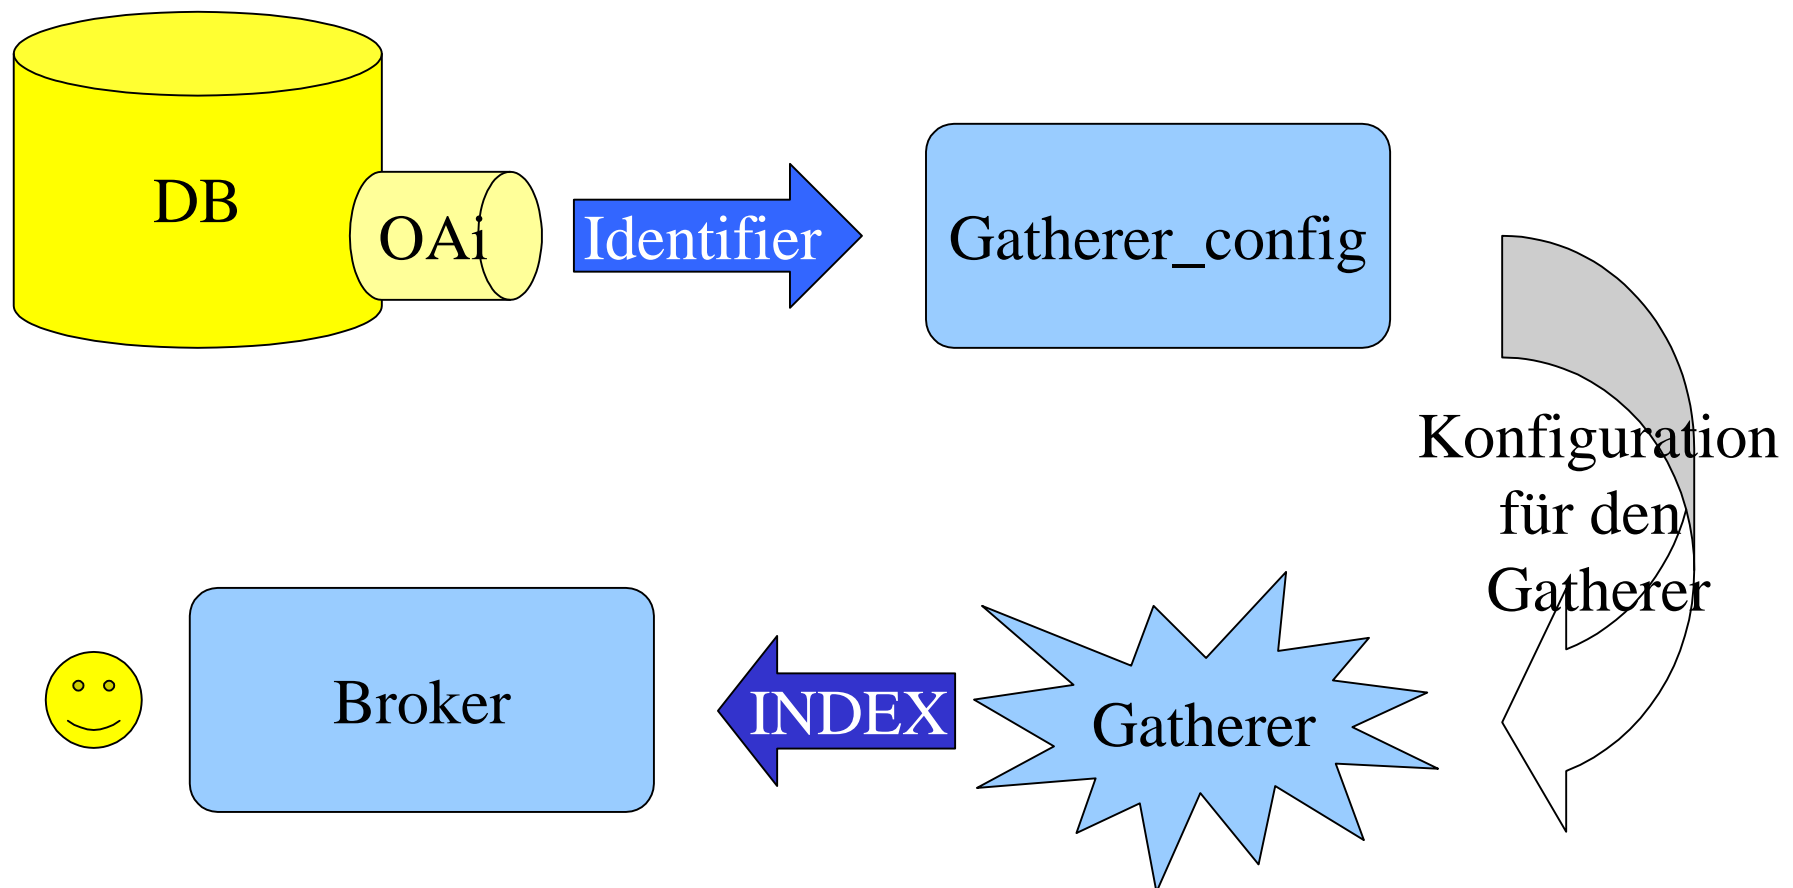 DB
OAi
Identifier
Gatherer_config
Konfiguration
für den
Gatherer
Broker
INDEX
Gatherer